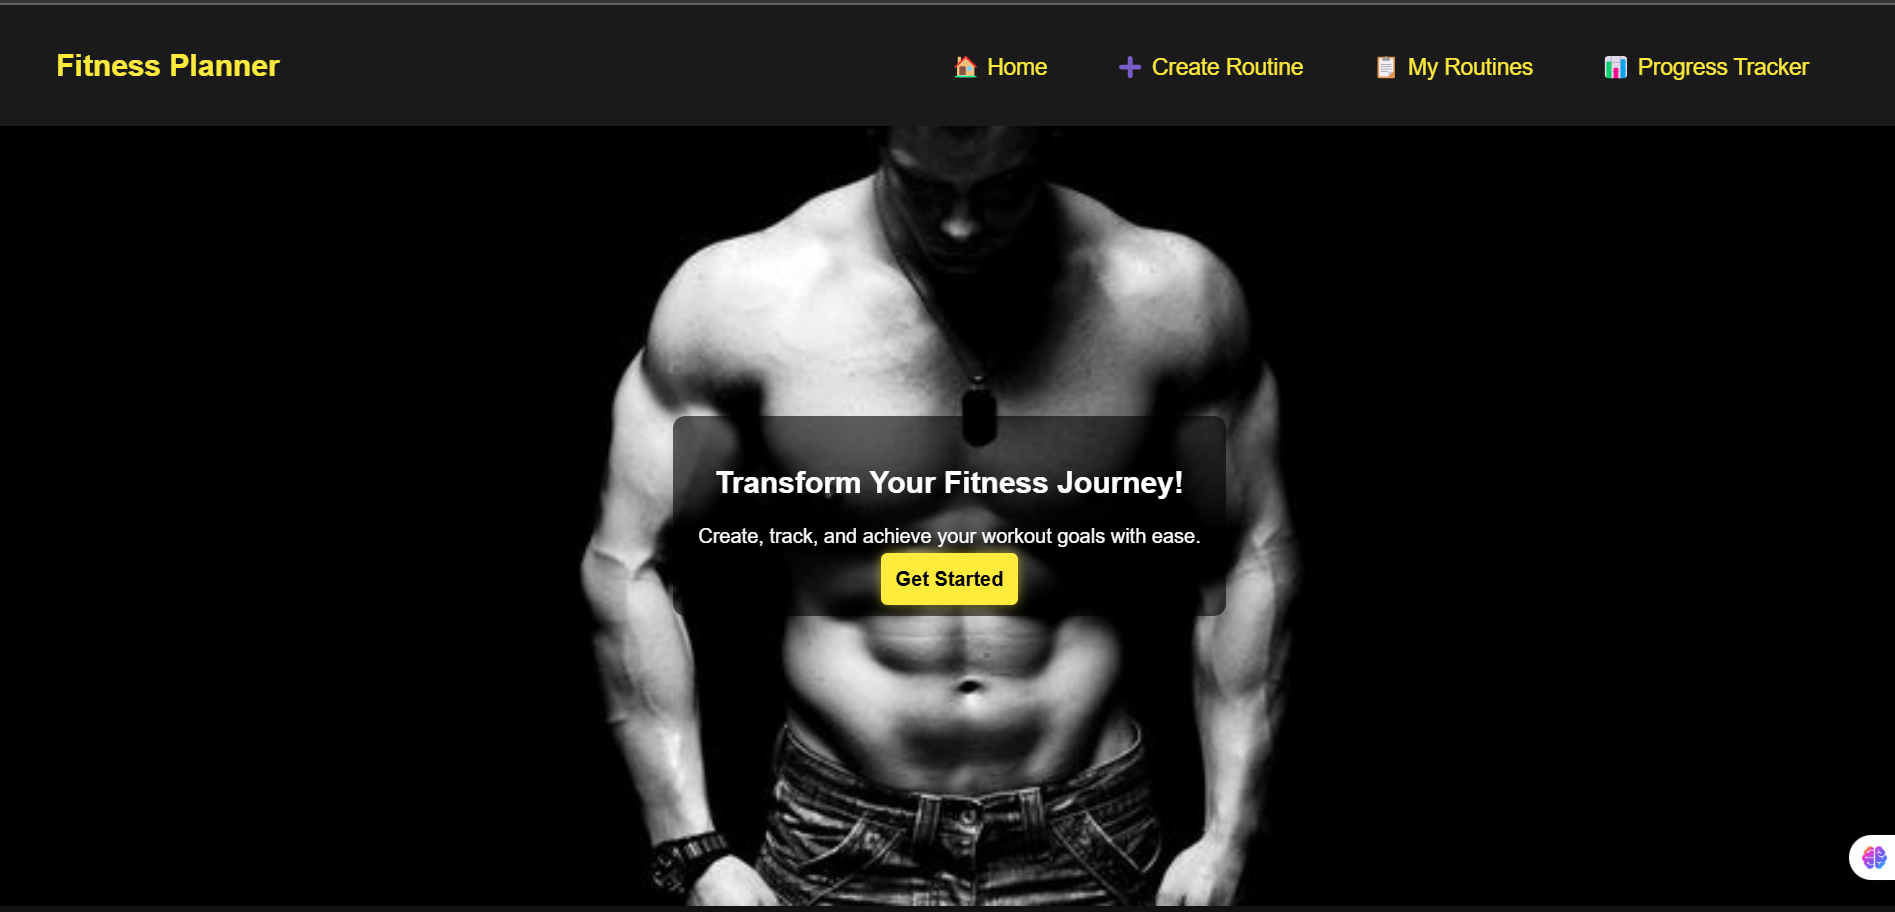 Fitness Planner
🏠 Home
➕ Create Routine
📋 My Routines
📊 Progress Tracker
Transform Your Fitness Journey!
Create, track, and achieve your workout goals with ease.
Get Started